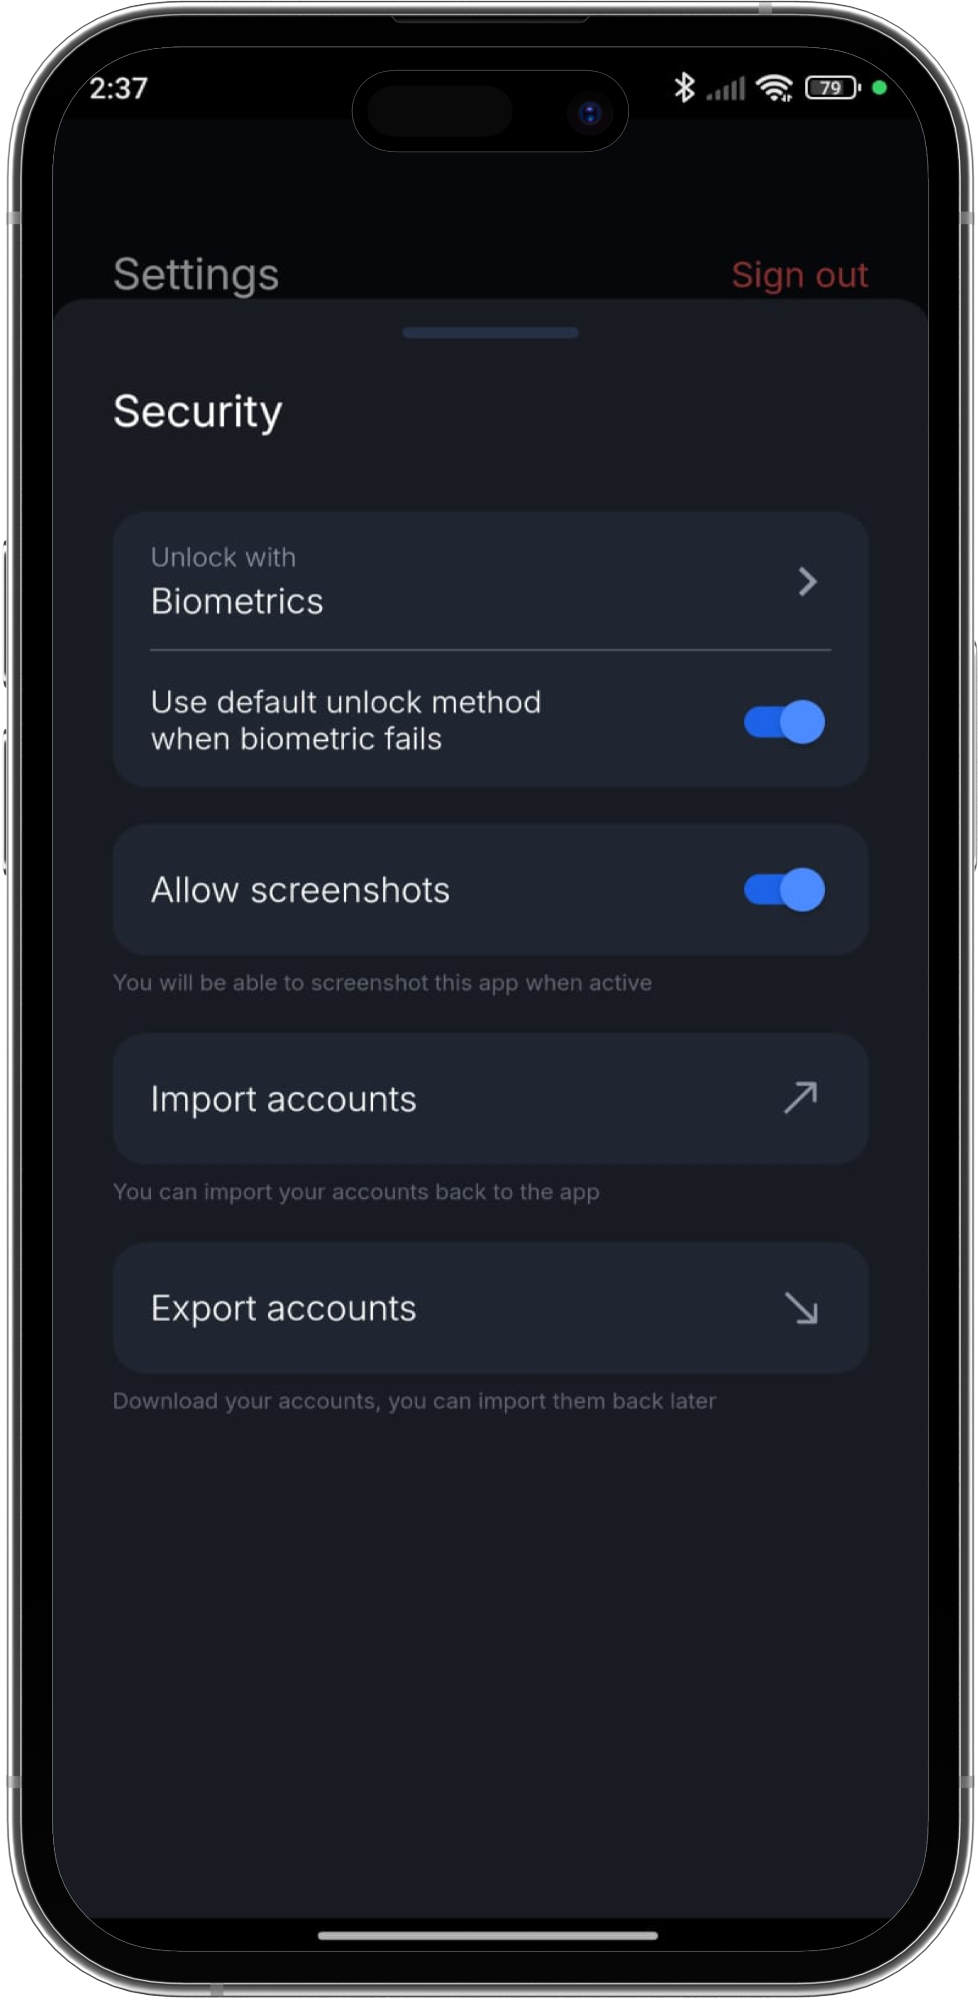 2:37
79
Settings
Sign out
Security
Unlock with
Biometrics
Use default unlock method
when biometric fails
Allow screenshots
You will be able to screenshot this app when active
Import accounts
You can import your accounts back to the app
Export accounts
Download your accounts, you can import them back later